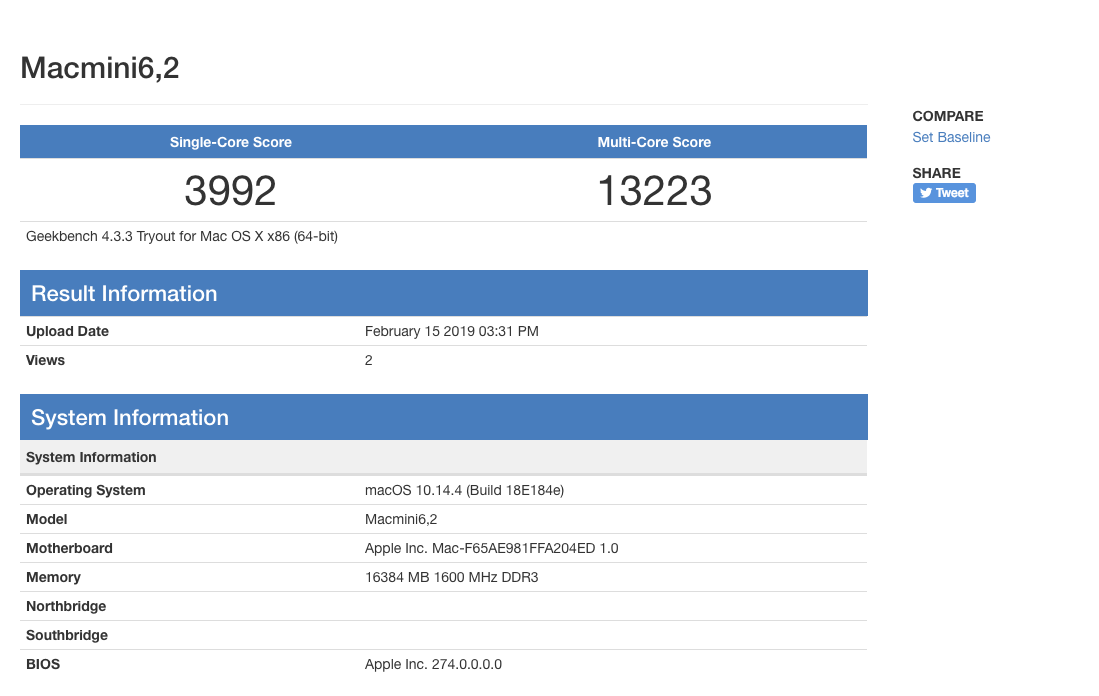 Macmini6,2
COMPARE
Set Baseline
SHARE
Tweet
Single-Core Score Multi-Core Score
3992 13223
Geekbench 4.3.3 Tryout for Mac OS X x86 (64-bit)
Result Information
Upload Date February 15 2019 03:31 PM
Views 2
System Information
System Information
Operating System macOS 10.14.4 (Build 18E184e)
Model Macmini6,2
Motherboard Apple Inc. Mac-F65AE981FFA204ED 1.0
Memory 16384 MB 1600 MHz DDR3
Northbridge
Southbridge
BIOS Apple Inc. 274.0.0.0.0